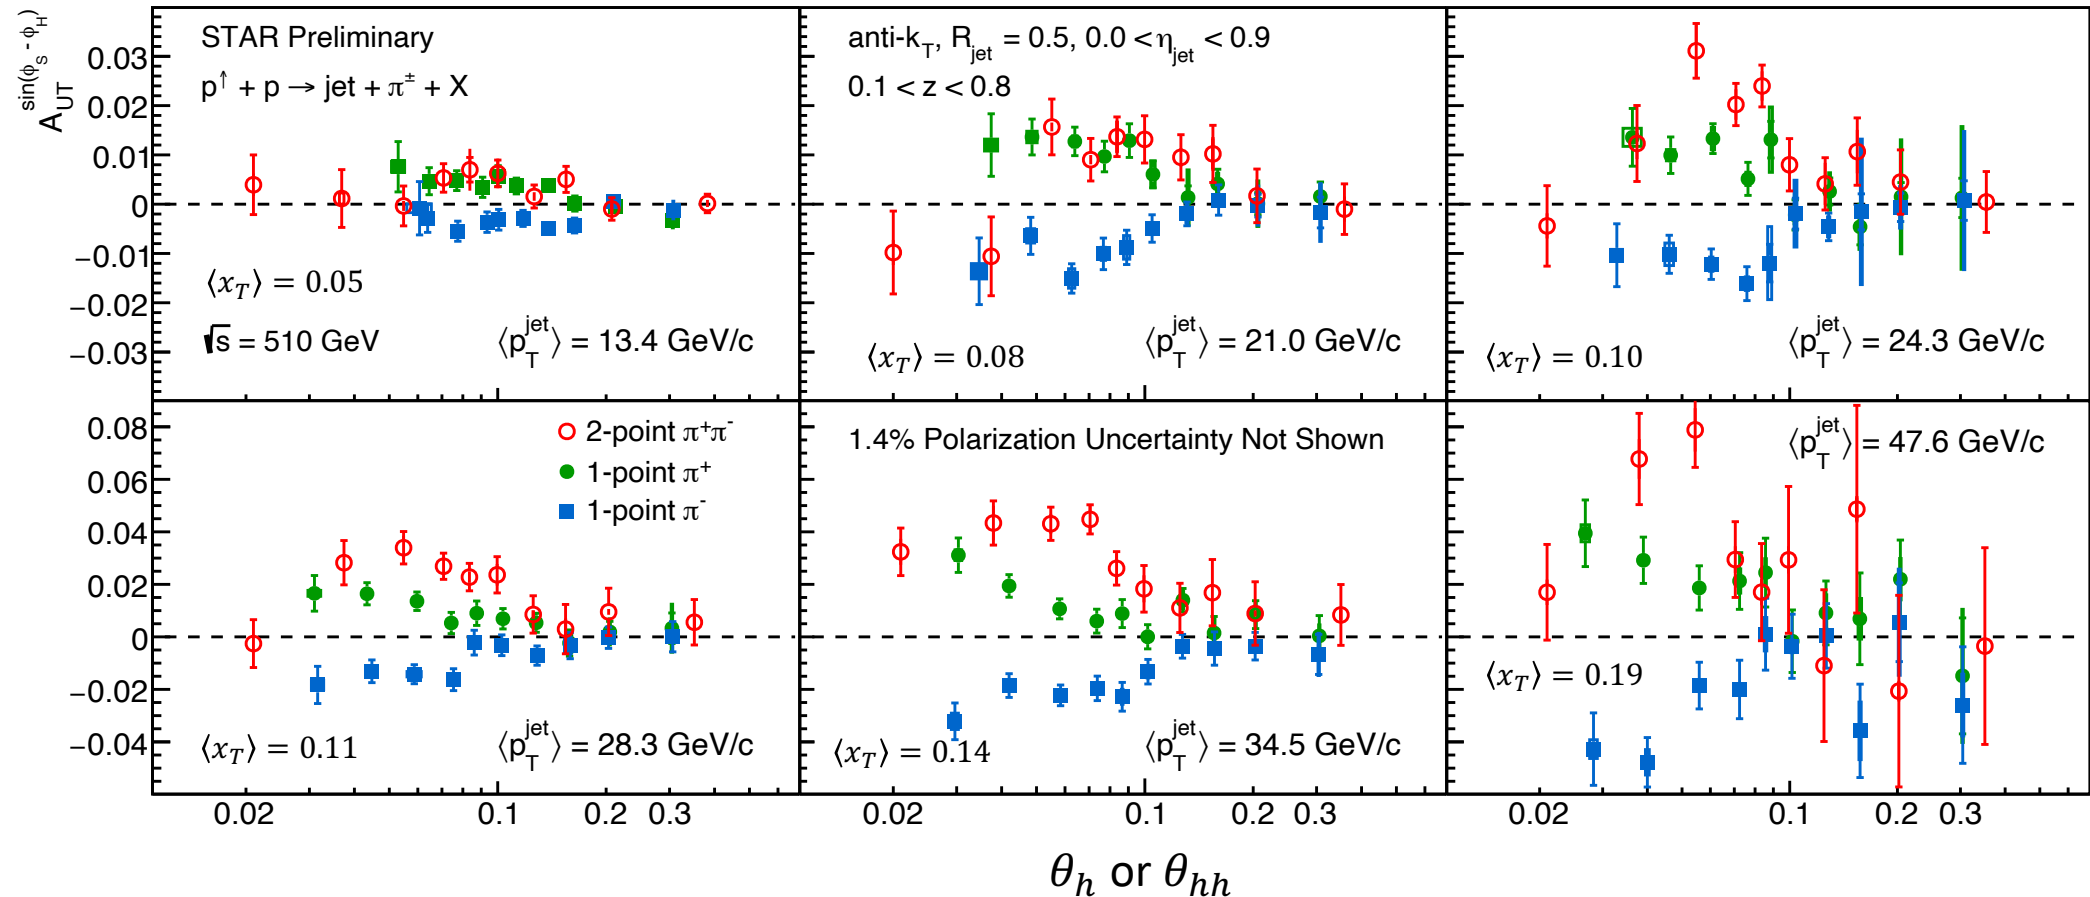 A_UT^sin(ϕ_S - ϕ_H)
STAR Preliminary
p↑ + p → jet + π± + X
⟨x_T⟩ = 0.05
√s = 510 GeV
⟨p_T^jet⟩ = 13.4 GeV/c
0.03
0.02
0.01
0
−0.01
−0.02
−0.03
anti-k_T, R_jet = 0.5, 0.0 < η_jet < 0.9
0.1 < z < 0.8
⟨x_T⟩ = 0.08
⟨p_T^jet⟩ = 21.0 GeV/c
⟨x_T⟩ = 0.10
⟨p_T^jet⟩ = 24.3 GeV/c
0.08
0.06
0.04
0.02
0
−0.02
−0.04
2-point π⁺π⁻
1-point π⁺
1-point π⁻
⟨x_T⟩ = 0.11
⟨p_T^jet⟩ = 28.3 GeV/c
1.4% Polarization Uncertainty Not Shown
⟨x_T⟩ = 0.14
⟨p_T^jet⟩ = 34.5 GeV/c
⟨p_T^jet⟩ = 47.6 GeV/c
⟨x_T⟩ = 0.19
0.02 0.1 0.2 0.3
0.02 0.1 0.2 0.3
0.02 0.1 0.2 0.3
θ_h or θ_hh